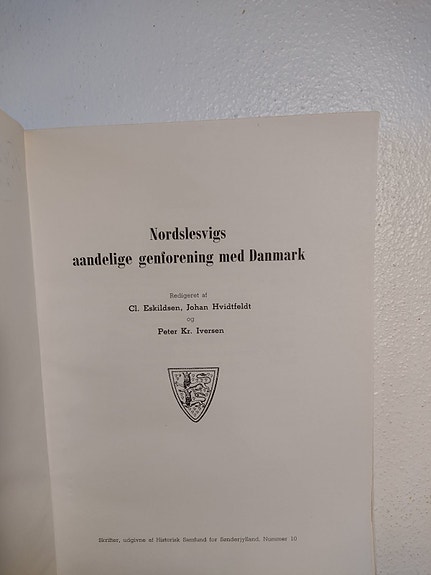 Nordslesvigs
aandelige genforening med Danmark
Redigeret af
Cl. Eskildsen, Johan Hvidtfeldt
og
Peter Kr. Iversen
Skrifter, udgivne af Historisk Samfund for Sønderjylland, Nummer 10